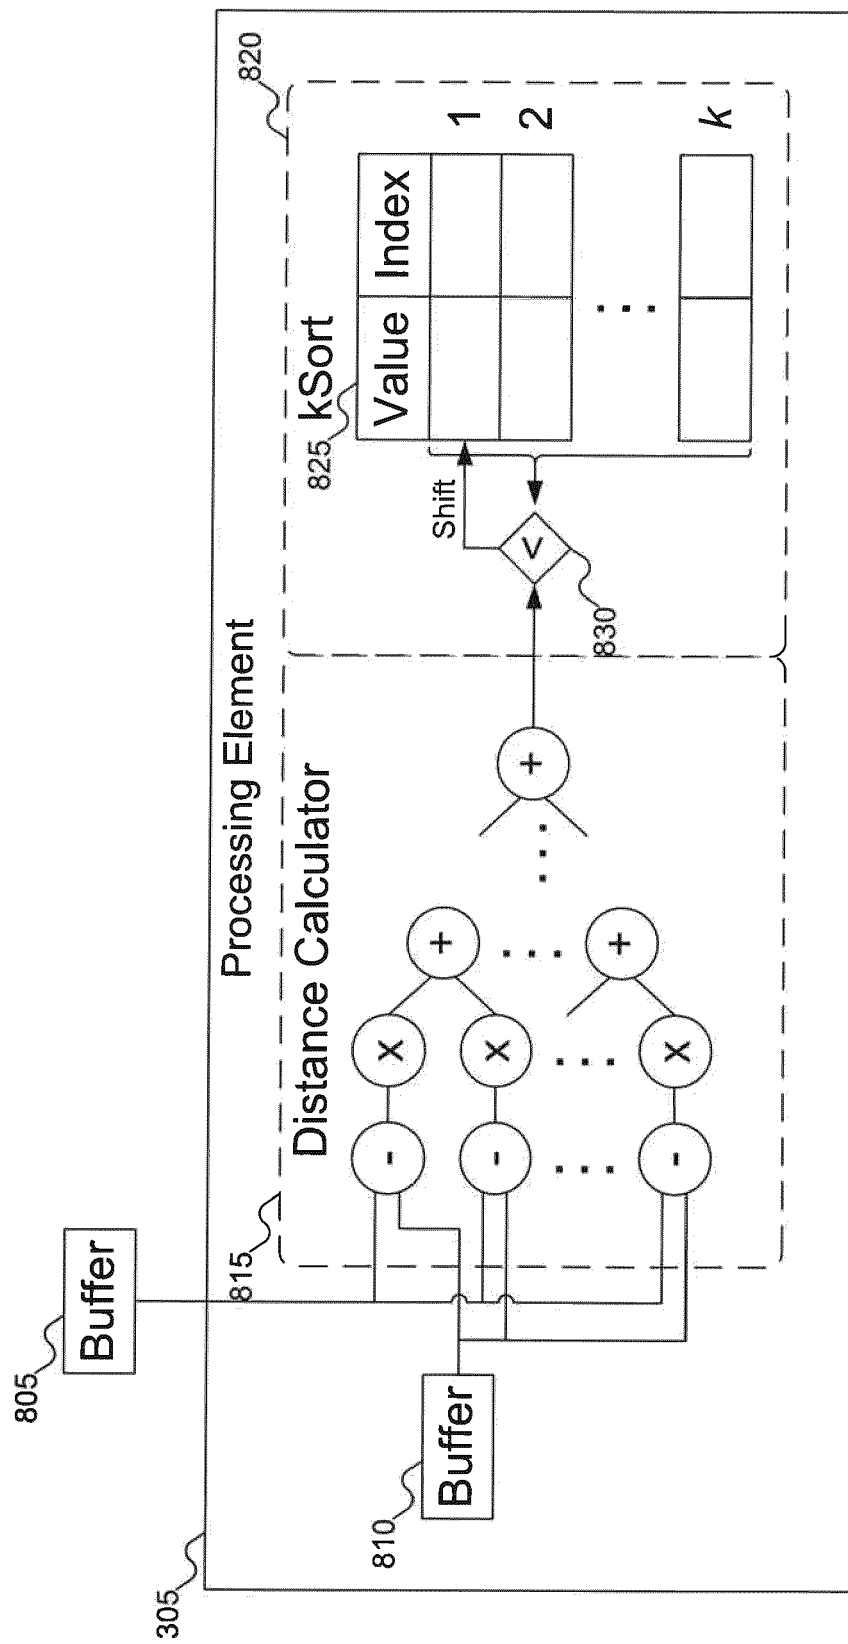 805
Buffer
305
Processing Element
815
820
Distance Calculator
825
kSort
Value Index
1
2
k
Shift
- x +
- x +
- x
+
<
830
810
Buffer